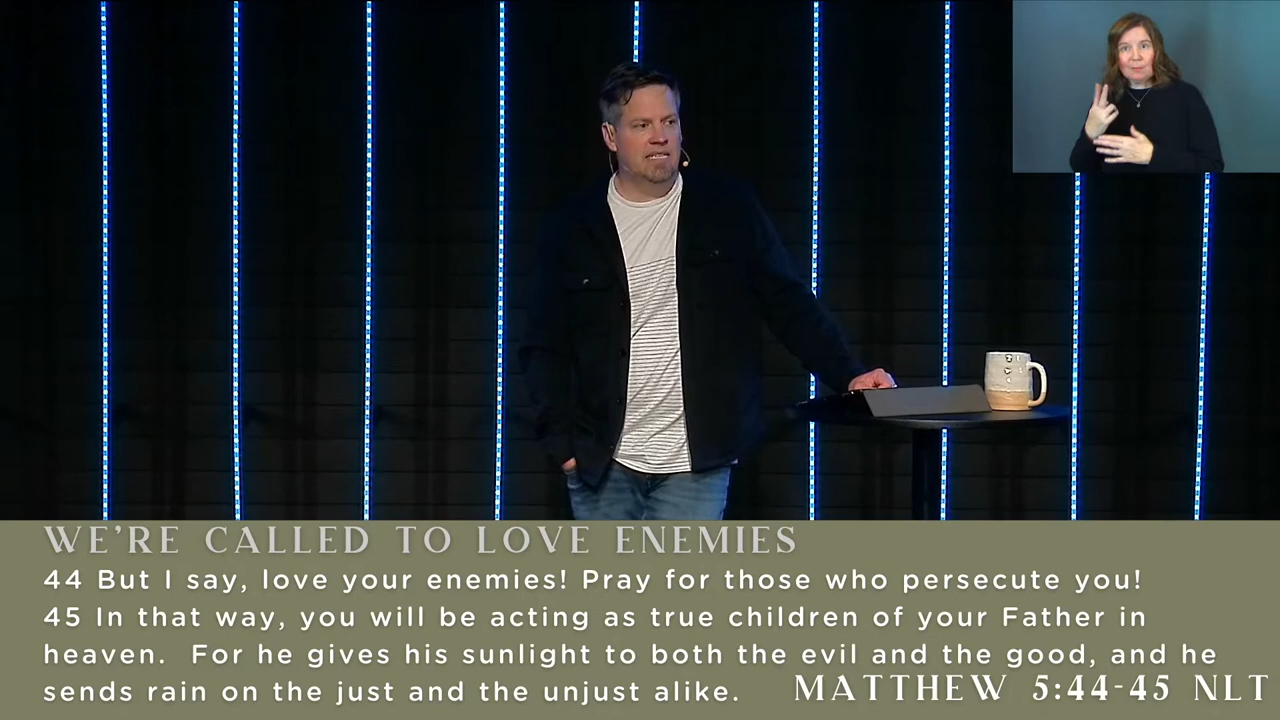 WE'RE CALLED TO LOVE ENEMIES
44 But I say, love your enemies! Pray for those who persecute you!
45 In that way, you will be acting as true children of your Father in
heaven.  For he gives his sunlight to both the evil and the good, and he
sends rain on the just and the unjust alike.
MATTHEW 5:44-45 NLT